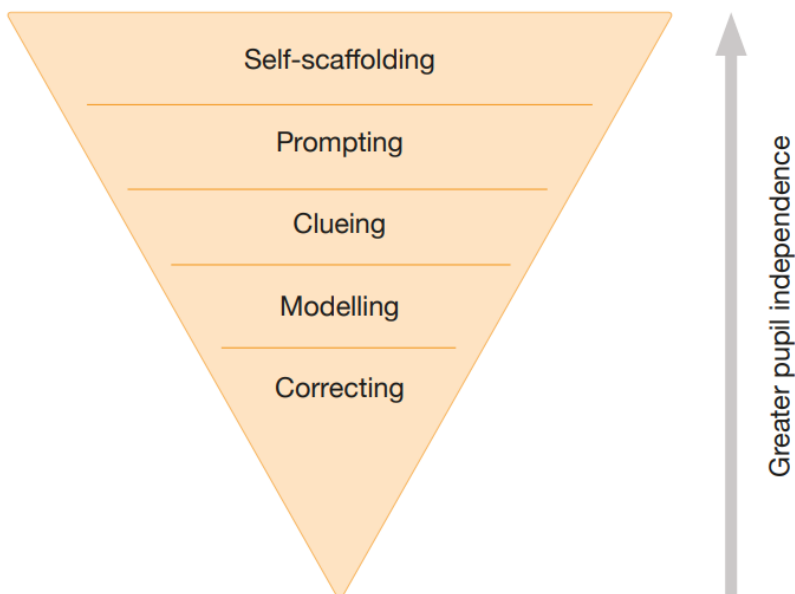 Self-scaffolding
Prompting
Clueing
Modelling
Correcting
Greater pupil independence